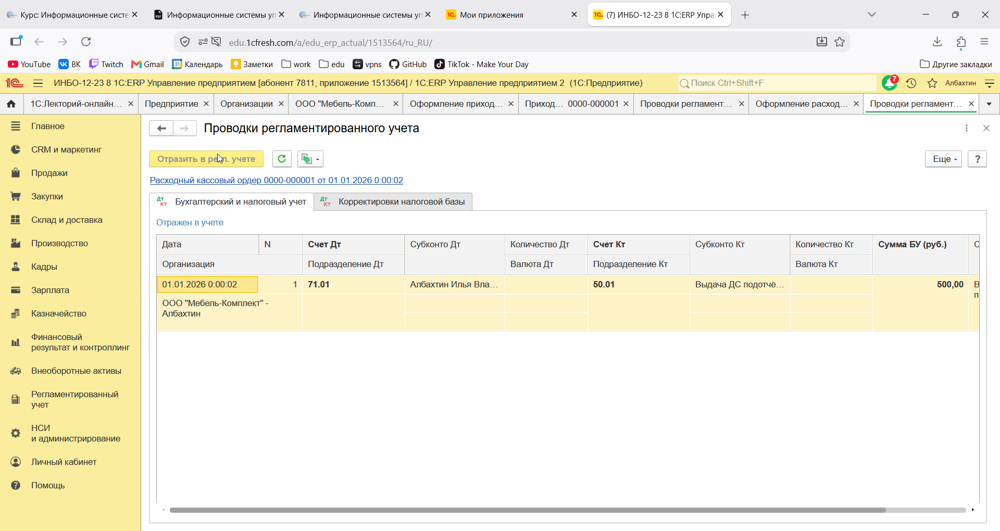 Курс: Информационные систе
Информационные системы уп
Информационные системы уп
Мои приложения
(7) ИНБО-12-23 8 1С:ERP Упра
edu.1cfresh.com/a/edu_erp_actual/1513564/ru_RU/
YouTube
ВК
Twitch
Gmail
Календарь
Заметки
work
edu
vpns
GitHub
TikTok - Make Your Day
Другие закладки
ИНБО-12-23 8 1С:ERP Управление предприятием [абонент 7811, приложение 1513564] / 1С:ERP Управление предприятием 2 (1С:Предприятие)
Поиск Ctrl+Shift+F
7
Албахтин
1С:Лекторий-онлайн...
Предприятие
Организации
ООО "Мебель-Комп...
Оформление приход...
Приход... 0000-000001
Проводки регламент...
Оформление расход...
Проводки регламент...
Главное
CRM и маркетинг
Продажи
Закупки
Склад и доставка
Производство
Кадры
Зарплата
Казначейство
Финансовый
результат и контроллинг
Внеоборотные активы
Регламентированный
учет
НСИ
и администрирование
Личный кабинет
Помощь
Проводки регламентированного учета
Отразить в регл. учете
Еще
?
Расходный кассовый ордер 0000-000001 от 01.01.2026 0:00:02
Бухгалтерский и налоговый учет
Корректировки налоговой базы
Отражен в учете
Дата
N
Счет Дт
Субконто Дт
Количество Дт
Счет Кт
Субконто Кт
Количество Кт
Сумма БУ (руб.)
Организация
Подразделение Дт
Валюта Дт
Подразделение Кт
Валюта Кт
01.01.2026 0:00:02
1
71.01
Албахтин Илья Вла...
50.01
Выдача ДС подотчё...
500,00
ООО "Мебель-Комплект" -
Албахтин